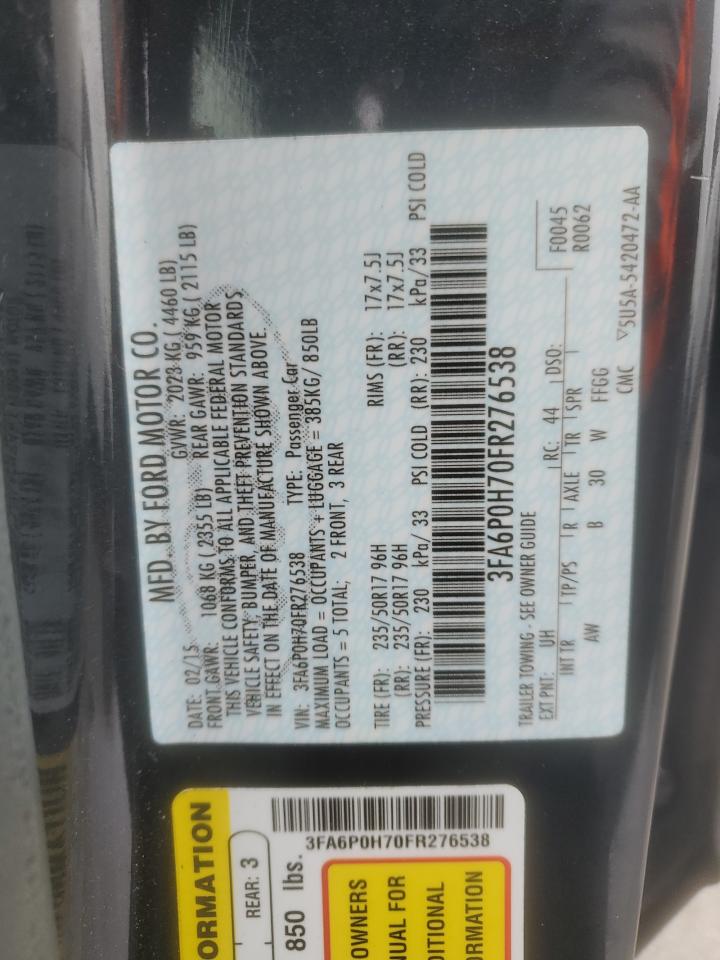 MFD. BY FORD MOTOR CO.
DATE: 02/15 GVWR: 2023 KG ( 4460 LB)
FRONT GAWR: 1068 KG ( 2355 LB) REAR GAWR: 959 KG ( 2115 LB)
THIS VEHICLE CONFORMS TO ALL APPLICABLE FEDERAL MOTOR
VEHICLE SAFETY, BUMPER, AND THEFT PREVENTION STANDARDS
IN EFFECT ON THE DATE OF MANUFACTURE SHOWN ABOVE.
VIN: 3FA6P0H70FR276538 TYPE: Passenger Car
MAXIMUM LOAD = OCCUPANTS + LUGGAGE = 385KG/ 850LB
OCCUPANTS = 5 TOTAL; 2 FRONT, 3 REAR
TIRE (FR): 235/50R17 96H RIMS (FR): 17x7.5J
(RR): 235/50R17 96H (RR): 17x7.5J
PRESSURE (FR): 230 kPa/ 33 PSI COLD (RR): 230 kPa/33 PSI COLD
3FA6P0H70FR276538
TRAILER TOWING - SEE OWNER GUIDE
F0045
R0062
EXT PNT: UH RC: 44 DSO:
INT TR TP/PS R AXLE TR SPR
AW B 30 W FFGG
CMC ▽5U5A-5420472-AA
ORMATION
REAR: 3
850 lbs.
3FA6P0H70FR276538
OWNERS
NUAL FOR
DITIONAL
RMATION